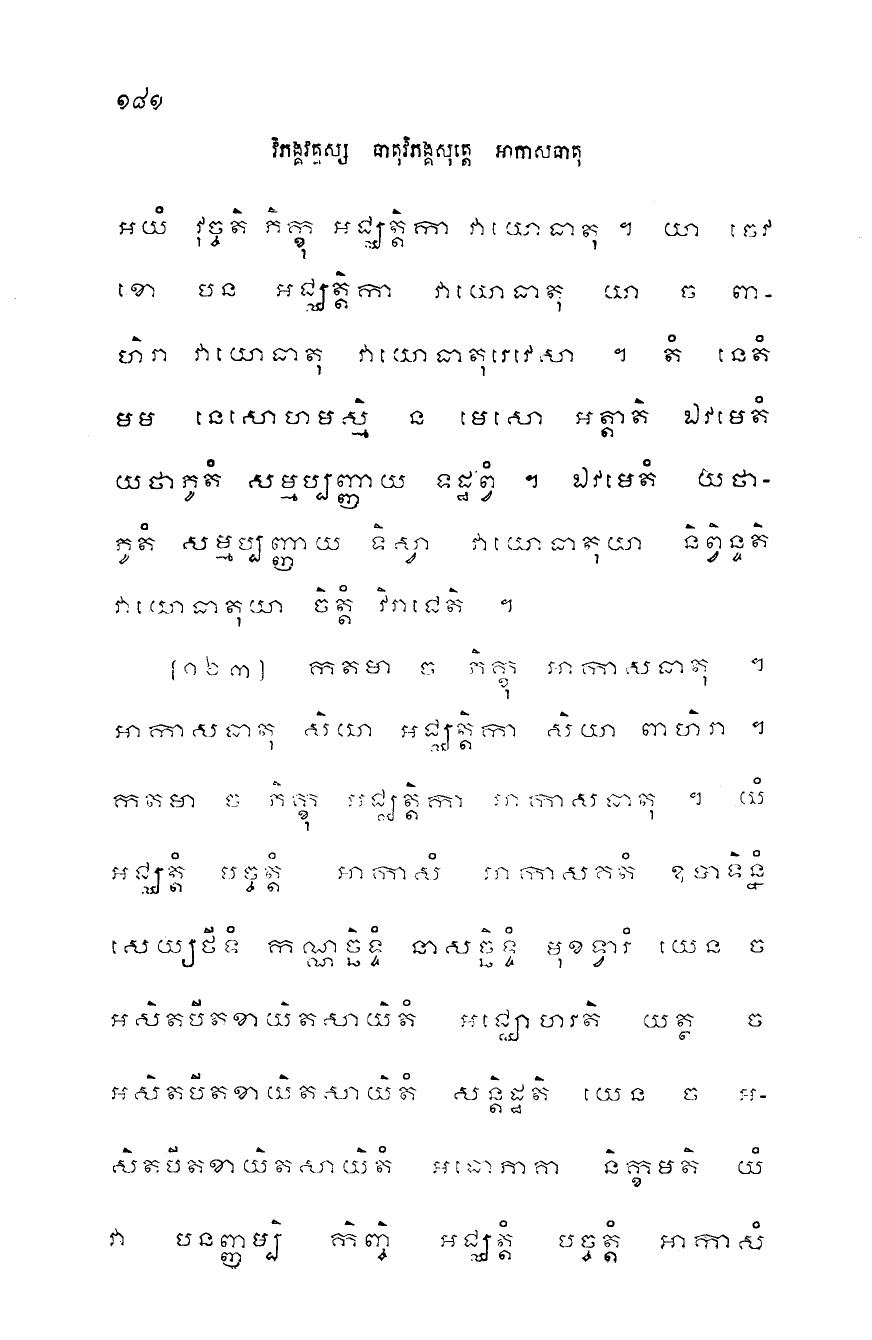 ១៨១
វិភង្គវគ្គស្ស ធាតុវិភង្គសុត្តេ អាកាសធាតុ
អយំ វុច្ចតិ ភិក្ខុ អជ្ឈត្តិកា វាយោធាតុ ។ យា ចេវ
ខោ បន អជ្ឈត្តិកា វាយោធាតុ យា ច ពា-
ហិរា វាយោធាតុ វាយោធាតុរេវេសា ។ តំ នេតំ
មម នេសោហមស្មិ ន មេសោ អត្តាតិ ឯវមេតំ
យថាភូតំ សម្មប្បញ្ញាយ ទដ្ឋព្វំ ។ ឯវមេតំ យថា-
ភូតំ សម្មប្បញ្ញាយ ទិស្វា វាយោធាតុយា និព្វិន្ទតិ
វាយោធាតុយា ចិត្តំ វិរាជេតិ ។
[១៦៣] កតមា ច ភិក្ខុ អាកាសធាតុ ។
អាកាសធាតុ សិយា អជ្ឈត្តិកា សិយា ពាហិរា ។
កតមា ច ភិក្ខុ អជ្ឈត្តិកា អាកាសធាតុ ។ យំ
អជ្ឈត្តំ បច្ចត្តំ អាកាសំ អាកាសគតំ ឧបាទិន្នំ
សេយ្យថីទំ កណ្ណច្ឆិទ្ទំ នាសច្ឆិទ្ទំ មុខទ្វារំ យេន ច
អសិតបីតខាយិតសាយិតំ អជ្ឈោហរតិ យត្ថ ច
អសិតបីតខាយិតសាយិតំ សន្តិដ្ឋតិ យេន ច អ-
សិតបីតខាយិតសាយិតំ អធោភាគា និក្ខមតិ យំ
វា បនញ្ញម្បិ កិញ្ចិ អជ្ឈត្តំ បច្ចត្តំ អាកាសំ